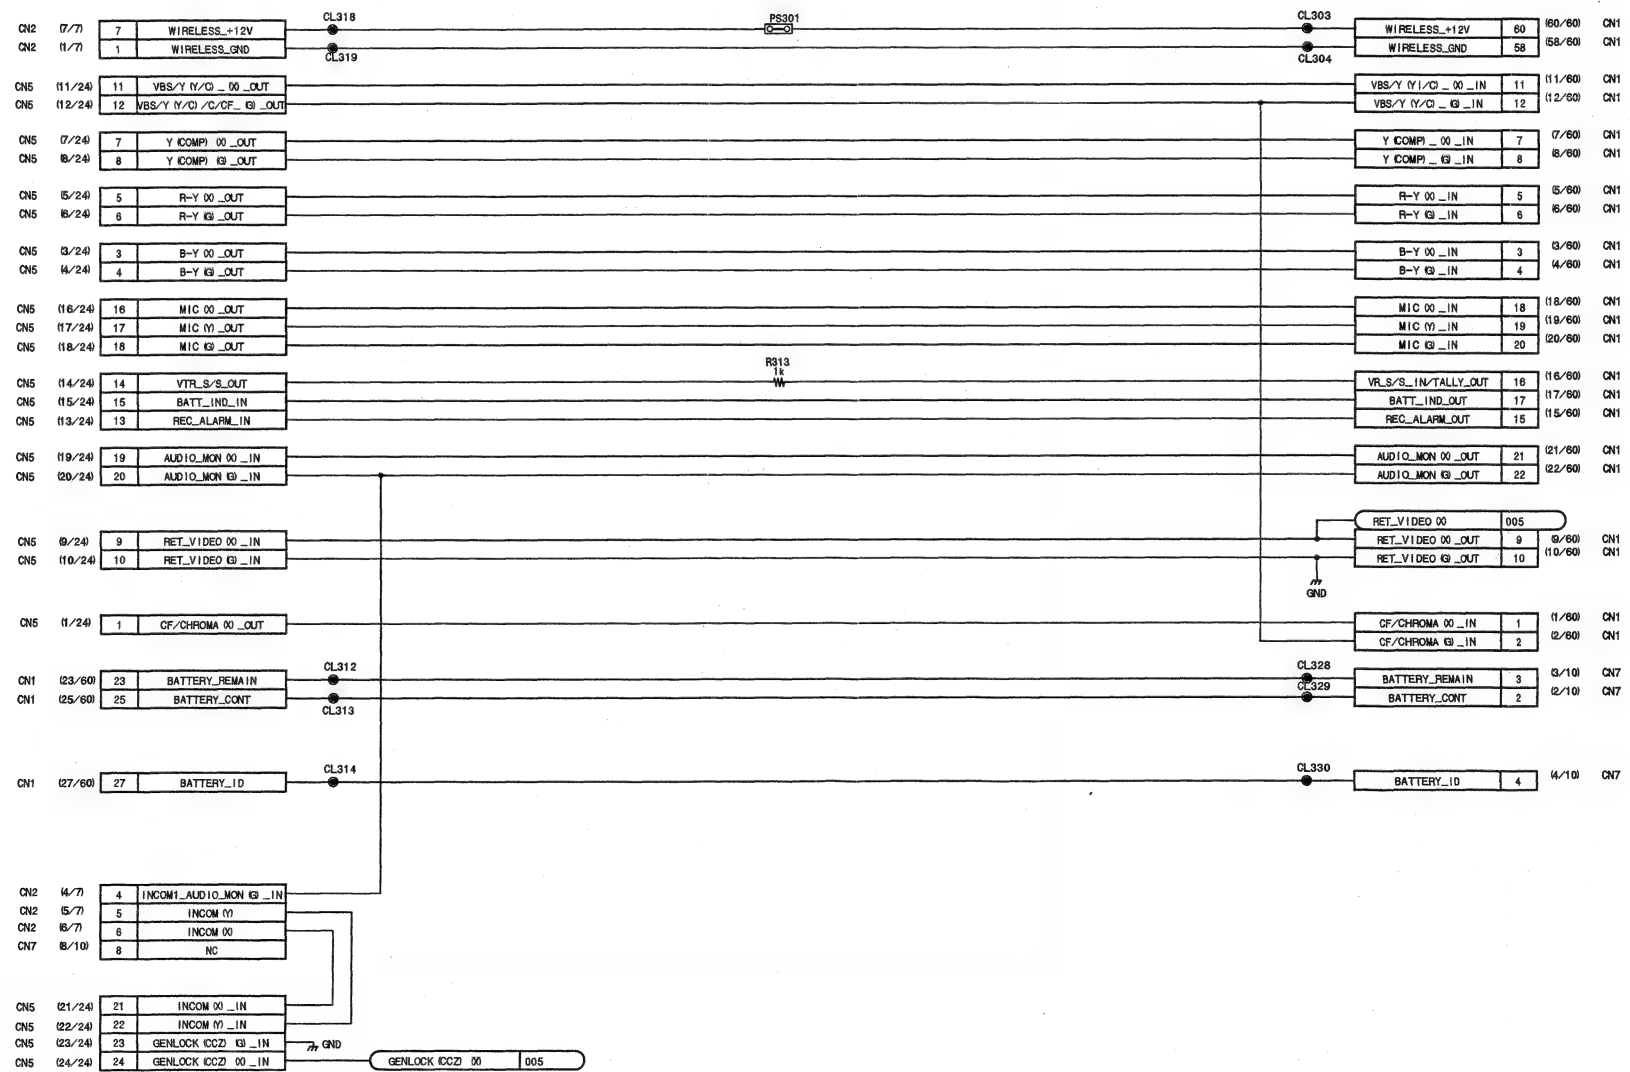 CL318 PS301 CL303
CN2 (7/7) 7 WIRELESS_+12V WIRELESS_+12V 60 (60/60) CN1
CN2 (1/7) 1 WIRELESS_GND WIRELESS_GND 58 (58/60) CN1
CL319 CL304
CN5 (11/24) 11 VBS/Y (Y/C) _ (X) _OUT VBS/Y (Y1/C) _ (X) _IN 11 (11/60) CN1
CN5 (12/24) 12 VBS/Y (Y/C) /C/CF_ (G) _OUT VBS/Y (Y/C) _ (G) _IN 12 (12/60) CN1
CN5 (7/24) 7 Y (COMP) (X) _OUT Y (COMP) _ (X) _IN 7 (7/60) CN1
CN5 (8/24) 8 Y (COMP) (G) _OUT Y (COMP) _ (G) _IN 8 (8/60) CN1
CN5 (5/24) 5 R-Y (X) _OUT R-Y (X) _IN 5 (5/60) CN1
CN5 (6/24) 6 R-Y (G) _OUT R-Y (G) _IN 6 (6/60) CN1
CN5 (3/24) 3 B-Y (X) _OUT B-Y (X) _IN 3 (3/60) CN1
CN5 (4/24) 4 B-Y (G) _OUT B-Y (G) _IN 4 (4/60) CN1
CN5 (16/24) 16 MIC (X) _OUT MIC (X) _IN 18 (18/60) CN1
CN5 (17/24) 17 MIC (Y) _OUT MIC (Y) _IN 19 (19/60) CN1
CN5 (18/24) 18 MIC (G) _OUT MIC (G) _IN 20 (20/60) CN1
R313
1k
CN5 (14/24) 14 VTR_S/S_OUT VR_S/S_IN/TALLY_OUT 16 (16/60) CN1
CN5 (15/24) 15 BATT_IND_IN BATT_IND_OUT 17 (17/60) CN1
CN5 (13/24) 13 REC_ALARM_IN REC_ALARM_OUT 15 (15/60) CN1
CN5 (19/24) 19 AUDIO_MON (X) _IN AUDIO_MON (X) _OUT 21 (21/60) CN1
CN5 (20/24) 20 AUDIO_MON (G) _IN AUDIO_MON (G) _OUT 22 (22/60) CN1
RET_VIDEO (X) 005
CN5 (9/24) 9 RET_VIDEO (X) _IN RET_VIDEO (X) _OUT 9 (9/60) CN1
CN5 (10/24) 10 RET_VIDEO (G) _IN RET_VIDEO (G) _OUT 10 (10/60) CN1
GND
CN5 (1/24) 1 CF/CHROMA (X) _OUT CF/CHROMA (X) _IN 1 (1/60) CN1
CF/CHROMA (G) _IN 2 (2/60) CN1
CL312 CL328
CN1 (23/60) 23 BATTERY_REMAIN BATTERY_REMAIN 3 (3/10) CN7
CL329
CN1 (25/60) 25 BATTERY_CONT BATTERY_CONT 2 (2/10) CN7
CL313
CL314 CL330
CN1 (27/60) 27 BATTERY_ID BATTERY_ID 4 (4/10) CN7
CN2 (4/7) 4 INCOM1_AUDIO_MON (G) _IN
CN2 (5/7) 5 INCOM (Y)
CN2 (6/7) 6 INCOM (X)
CN7 (8/10) 8 NC
CN5 (21/24) 21 INCOM (X) _IN
CN5 (22/24) 22 INCOM (Y) _IN
CN5 (23/24) 23 GENLOCK (CCZ) (G) _IN GND
CN5 (24/24) 24 GENLOCK (CCZ) (X) _IN GENLOCK (CCZ) (X) 005